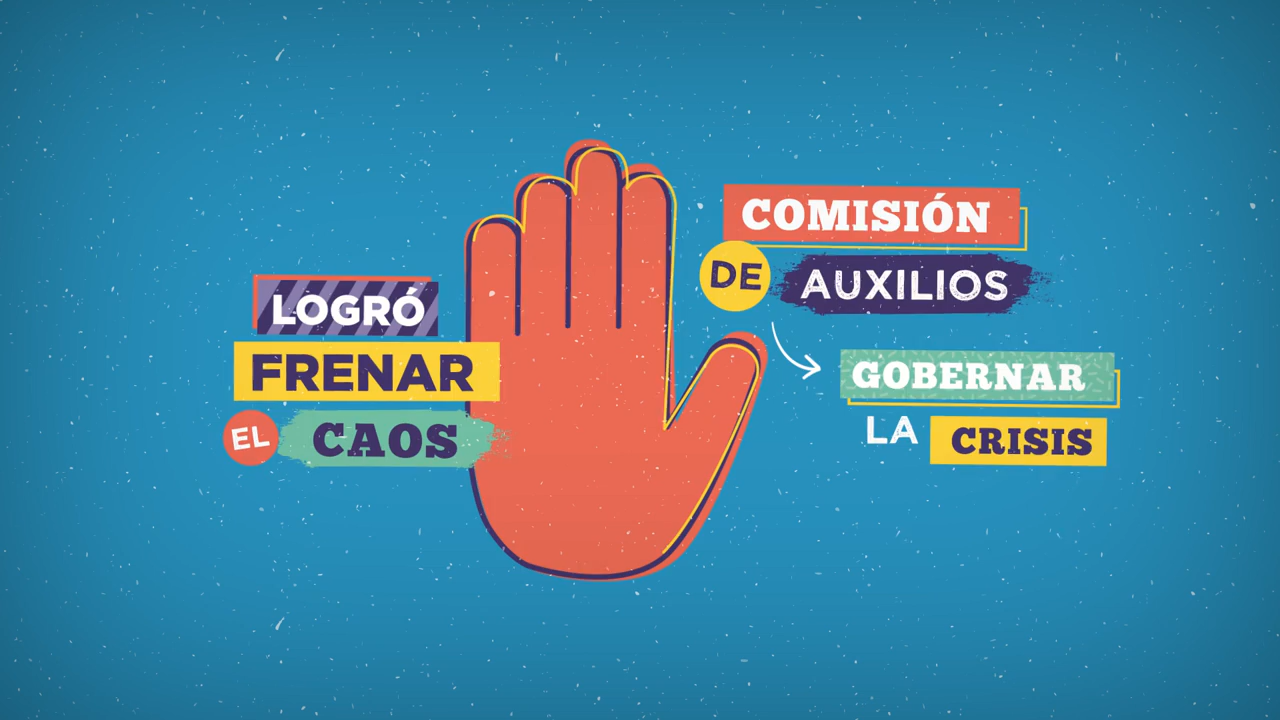 LOGRÓ
FRENAR
EL CAOS
COMISIÓN
DE AUXILIOS
GOBERNAR
LA CRISIS